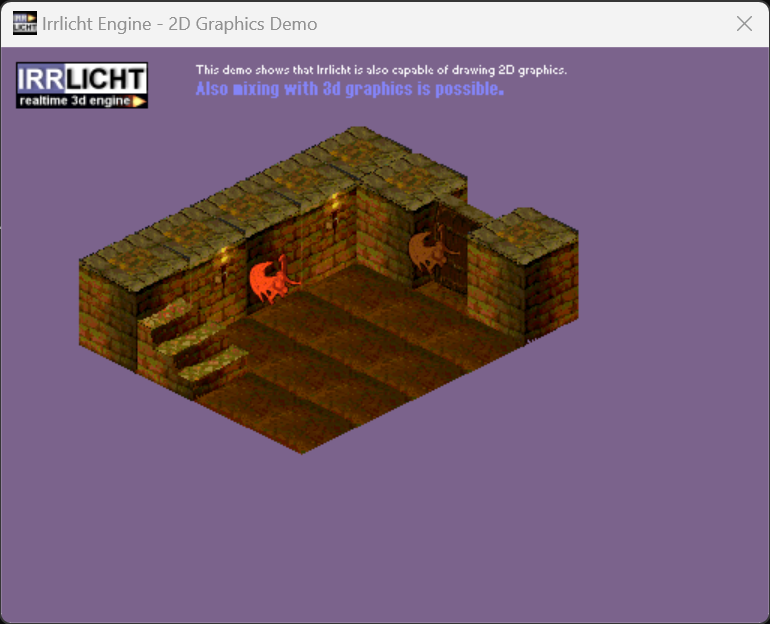 Irrlicht Engine - 2D Graphics Demo
IRRLICHT
realtime 3d engine
This demo shows that Irrlicht is also capable of drawing 2D graphics.
Also mixing with 3d graphics is possible.